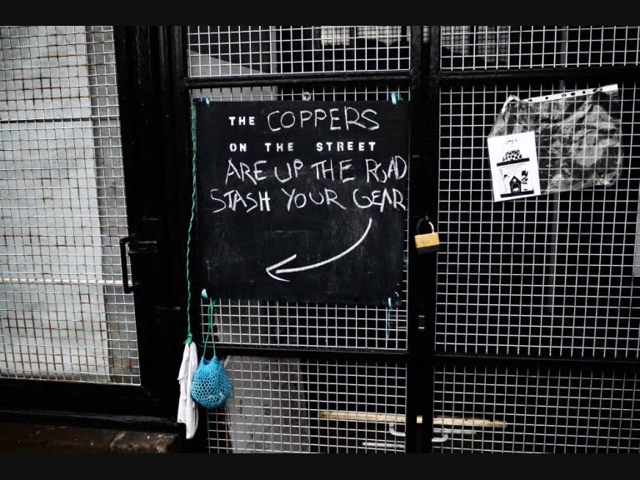 THE COPPERS
ON THE STREET
ARE UP THE ROAD
STASH YOUR GEAR